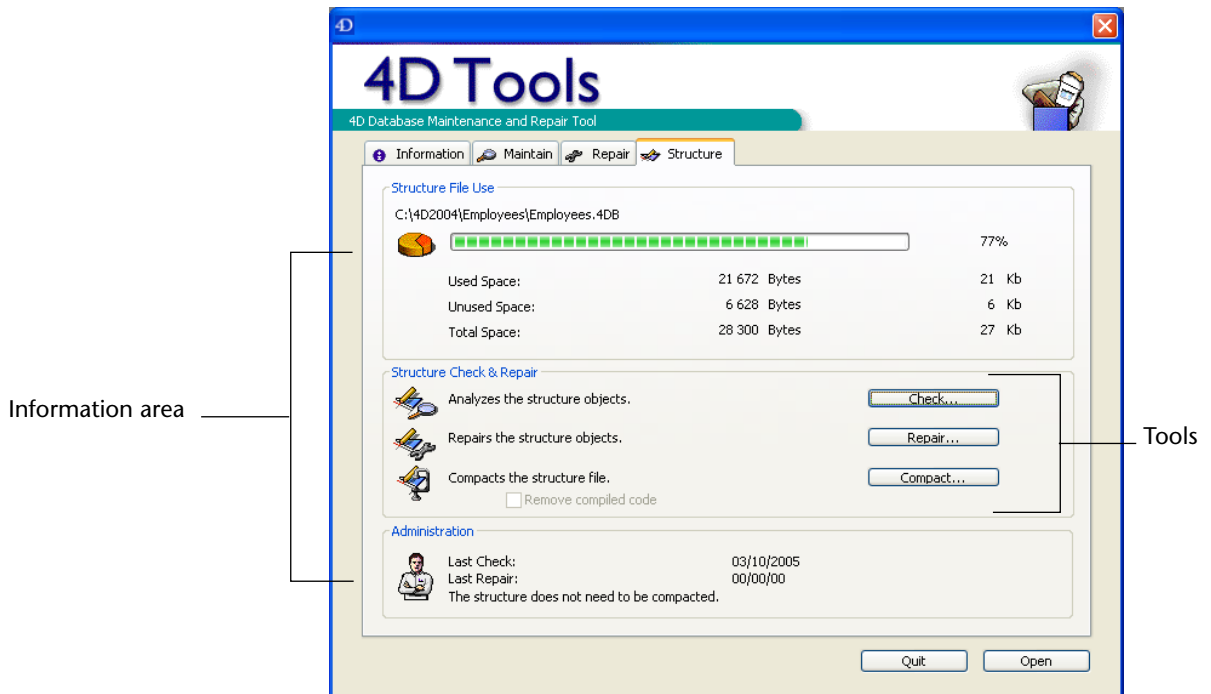 4D
4D Tools
4D Database Maintenance and Repair Tool
Information Maintain Repair Structure
Structure File Use
C:\4D2004\Employees\Employees.4DB
77%
Used Space: 21 672 Bytes 21 Kb
Unused Space: 6 628 Bytes 6 Kb
Total Space: 28 300 Bytes 27 Kb
Structure Check & Repair
Analyzes the structure objects. Check...
Repairs the structure objects. Repair...
Compacts the structure file. Compact...
Remove compiled code
Administration
Last Check: 03/10/2005
Last Repair: 00/00/00
The structure does not need to be compacted.
Quit Open
Information area
Tools